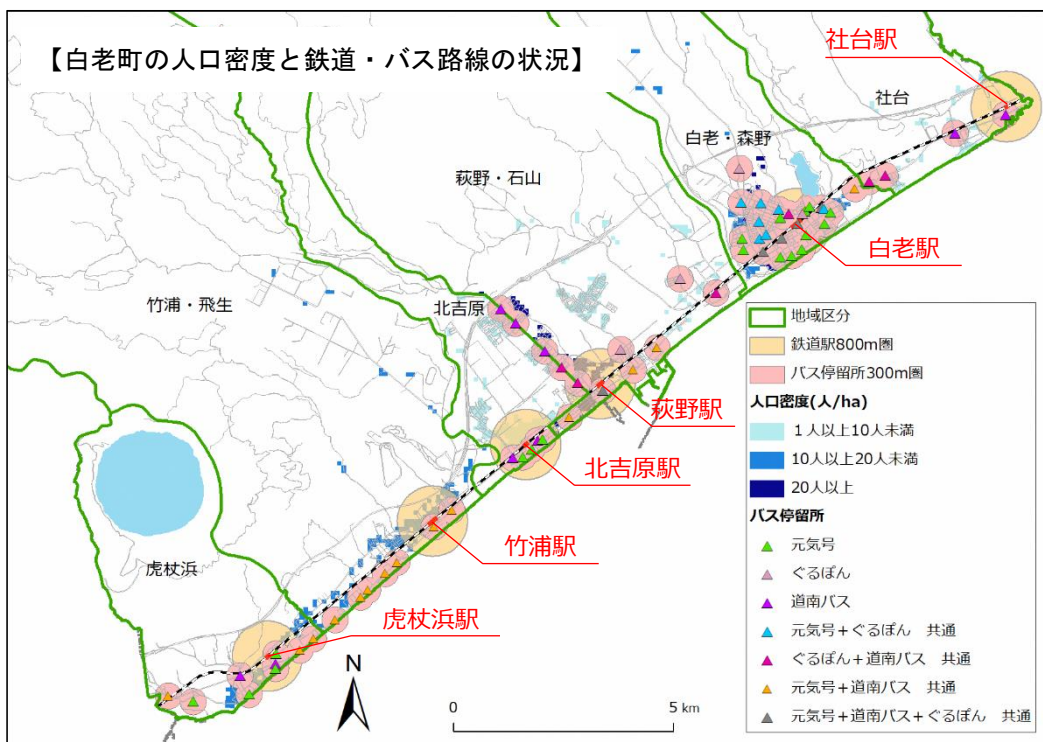 【白老町の人口密度と鉄道・バス路線の状況】
社台駅
社台
白老・森野
萩野・石山
白老駅
竹浦・飛生
北吉原
萩野駅
北吉原駅
竹浦駅
虎杖浜
虎杖浜駅
N
0 5 km
地域区分
鉄道駅800m圏
バス停留所300m圏
人口密度(人/ha)
１人以上10人未満
10人以上20人未満
20人以上
バス停留所
元気号
ぐるぽん
道南バス
元気号+ぐるぽん 共通
ぐるぽん+道南バス 共通
元気号+道南バス 共通
元気号+道南バス+ぐるぽん 共通